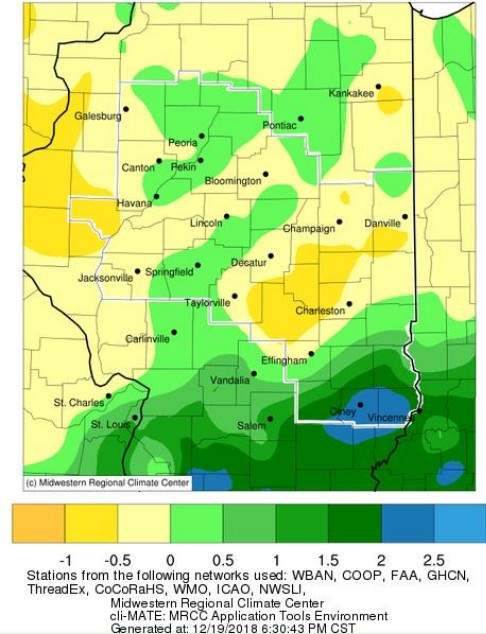 Kankakee
Galesburg
Pontiac
Peoria
Canton
Pekin
Bloomington
Havana
Lincoln
Champaign
Danville
Decatur
Jacksonville
Springfield
Taylorville
Charleston
Carlinville
Effingham
Vandalia
St. Charles
St. Louis
Salem
Olney
Vincennes
(c) Midwestern Regional Climate Center
-1 -0.5 0 0.5 1 1.5 2 2.5
Stations from the following networks used: WBAN, COOP, FAA, GHCN,
ThreadEx, CoCoRaHS, WMO, ICAO, NWSLI,
Midwestern Regional Climate Center
cli-MATE: MRCC Application Tools Environment
Generated at: 12/19/2018 6:30:43 PM CST